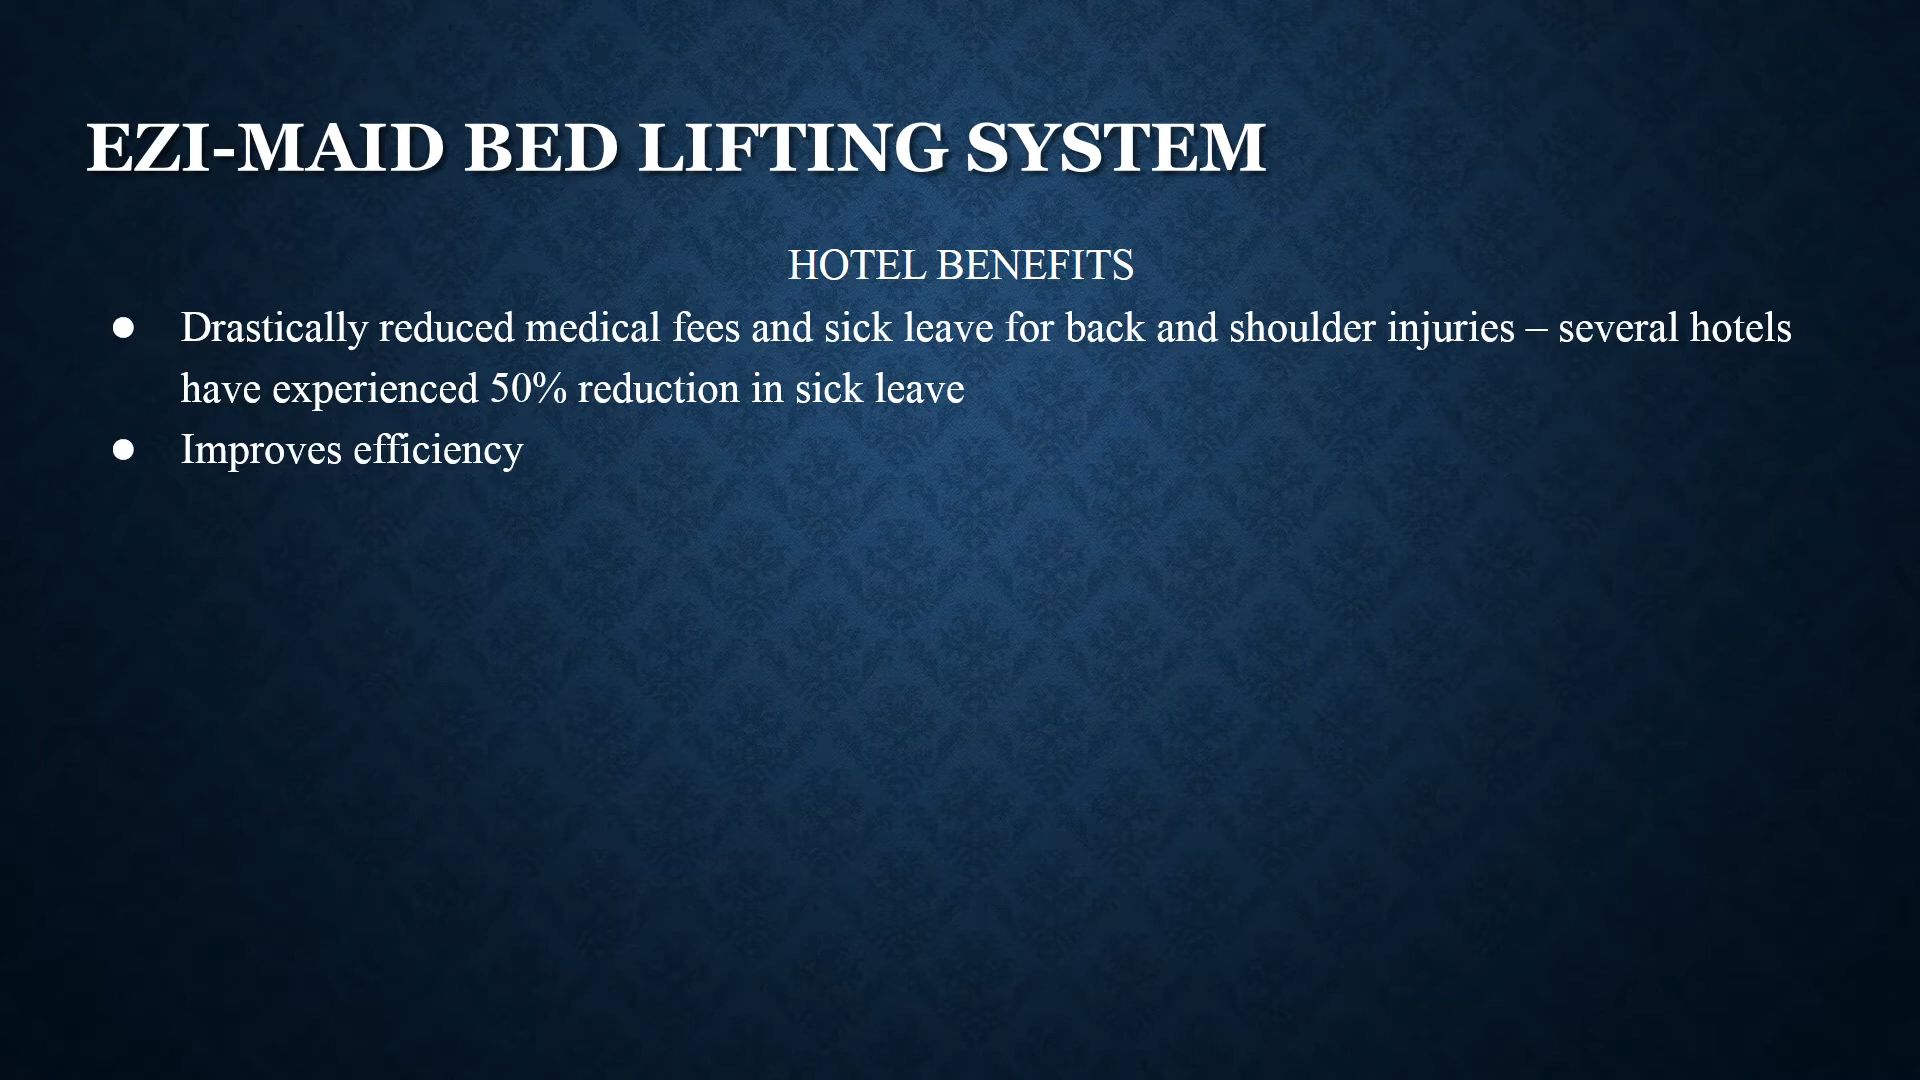 EZI-MAID BED LIFTING SYSTEM
HOTEL BENEFITS
● Drastically reduced medical fees and sick leave for back and shoulder injuries – several hotels
have experienced 50% reduction in sick leave
● Improves efficiency